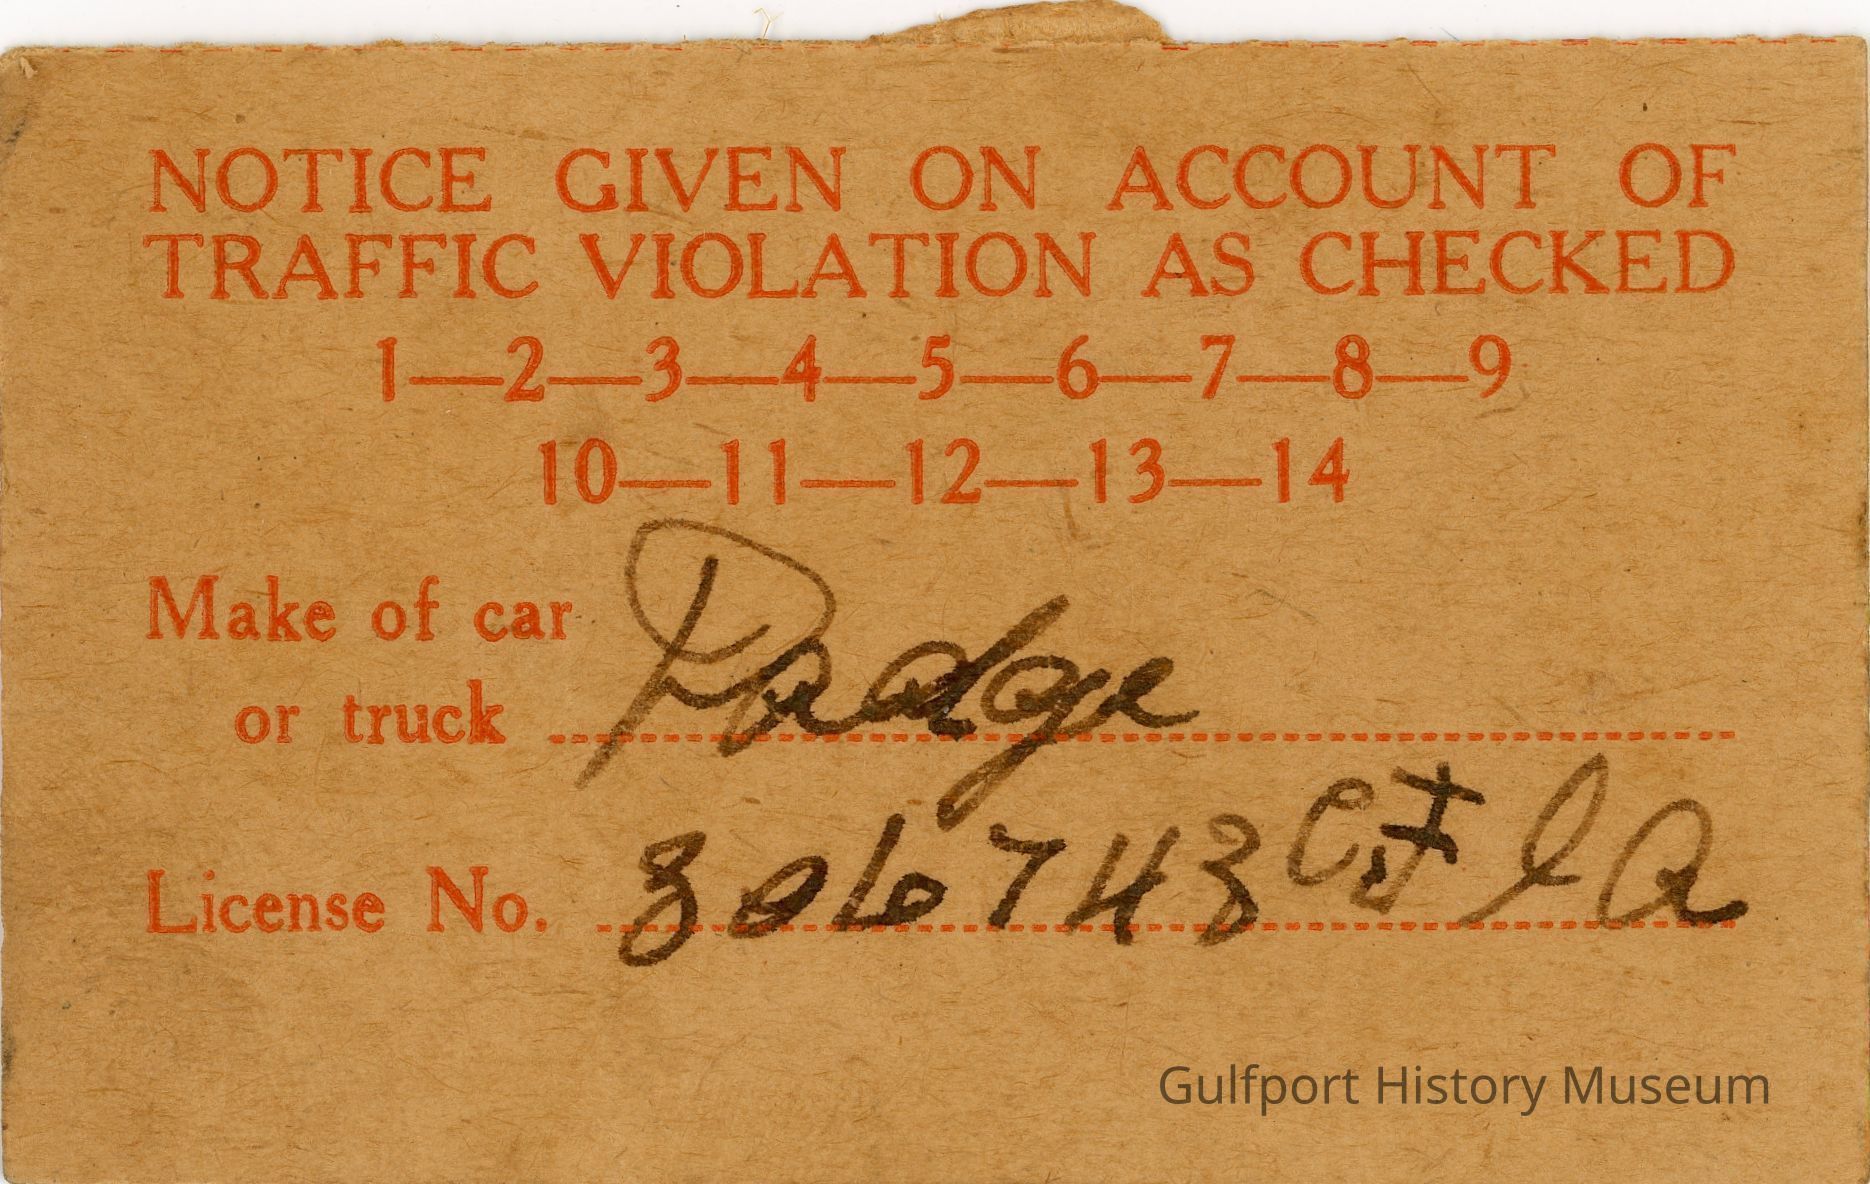 NOTICE GIVEN ON ACCOUNT OF
TRAFFIC VIOLATION AS CHECKED
1—2—3—4—5—6—7—8—9
10—11—12—13—14
Make of car
or truck Dodge
License No. 306743
Gulfport History Museum